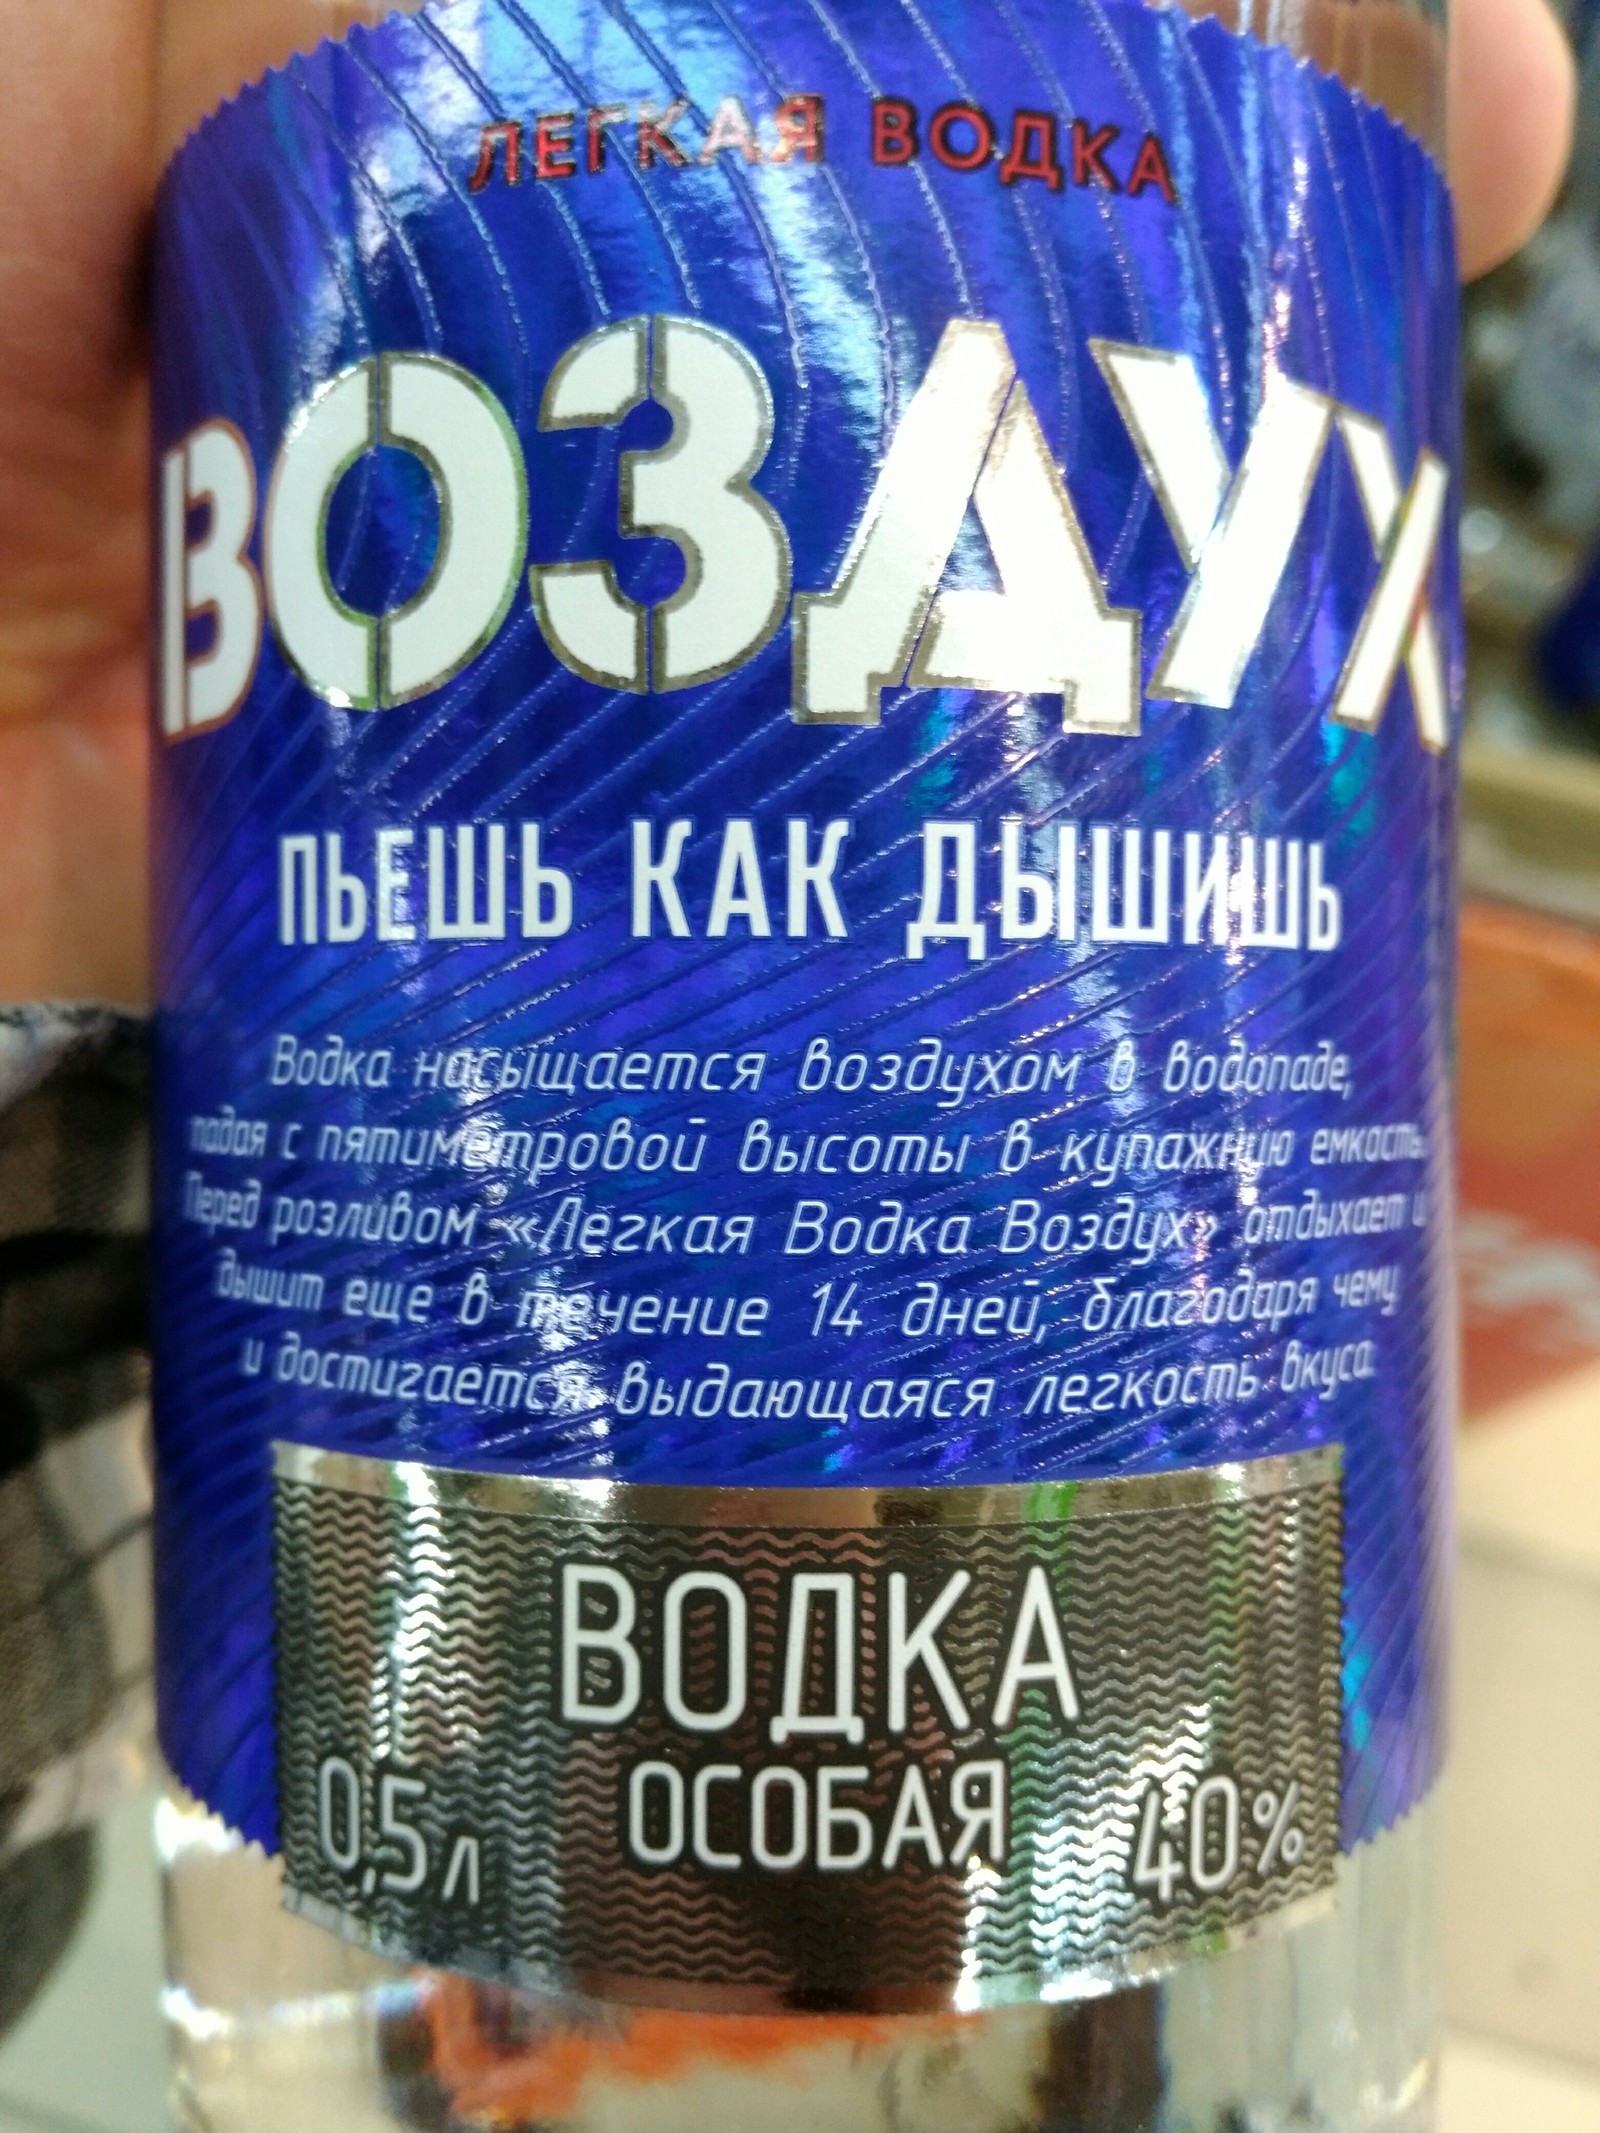 ЛЕГКАЯ ВОДКА
ВОЗДУХ
ПЬЕШЬ КАК ДЫШИШЬ
Водка насыщается воздухом в водопаде,
падая с пятиметровой высоты в купажную емкость.
Перед розливом «Легкая Водка Воздух» отдыхает и
дышит еще в течение 14 дней, благодаря чему
и достигается выдающаяся легкость вкуса.
ВОДКА
ОСОБАЯ
0,5 л
40 %